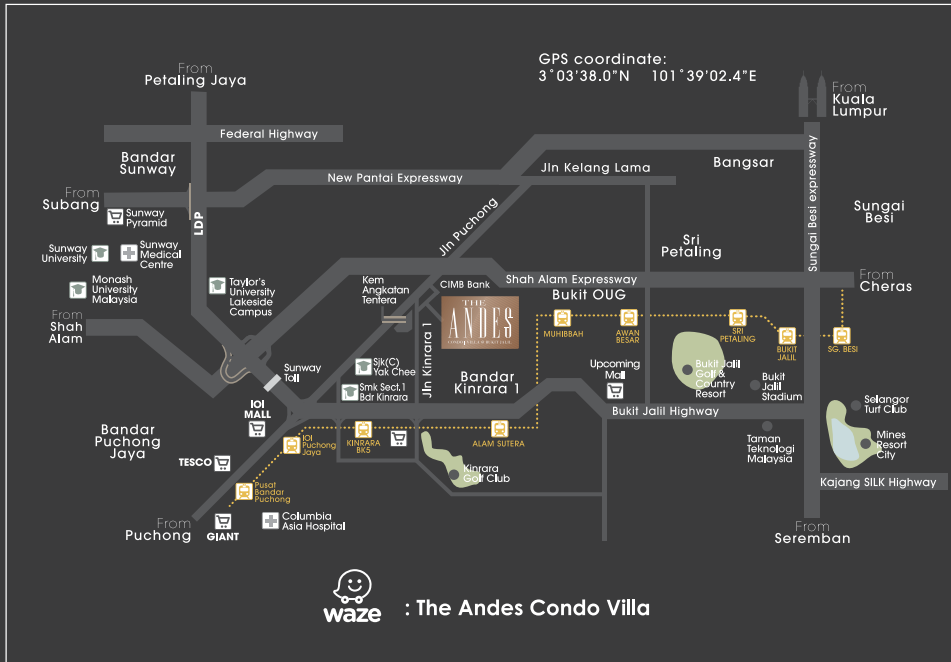 GPS coordinate:
3°03'38.0"N 101°39'02.4"E
From
Petaling Jaya
From
Kuala
Lumpur
Federal Highway
Bandar
Sunway
New Pantai Expressway
Jln Kelang Lama
Bangsar
From
Subang
Sunway
Pyramid
LDP
Jln Puchong
Sungai Besi expressway
Sungai
Besi
Sri
Petaling
Sunway
University
Sunway
Medical
Centre
Monash
University
Malaysia
Taylor's
University
Lakeside
Campus
Kem
Angkatan
Tentera
CIMB Bank
Shah Alam Expressway
Bukit OUG
From
Cheras
From
Shah
Alam
THE
ANDES
MUHIBBAH
AWAN
BESAR
SRI
PETALING
BUKIT
JALIL
SG. BESI
Sunway
Toll
Sjk(C)
Yak Chee
Smk Sect.1
Bdr Kinrara
Jln Kinrara 1
Bandar
Kinrara 1
Upcoming
Mall
Bukit Jalil
Golf &
Country
Resort
Bukit
Jalil
Stadium
IOI
MALL
Bukit Jalil Highway
Selangor
Turf Club
Bandar
Puchong
Jaya
IOI
Puchong
Jaya
KINRARA
BK5
ALAM SUTERA
Taman
Teknologi
Malaysia
Mines
Resort
City
TESCO
Kinrara
Golf Club
Kajang SILK Highway
Pusat
Bandar
Puchong
From
Puchong
GIANT
Columbia
Asia Hospital
From
Seremban
waze
: The Andes Condo Villa